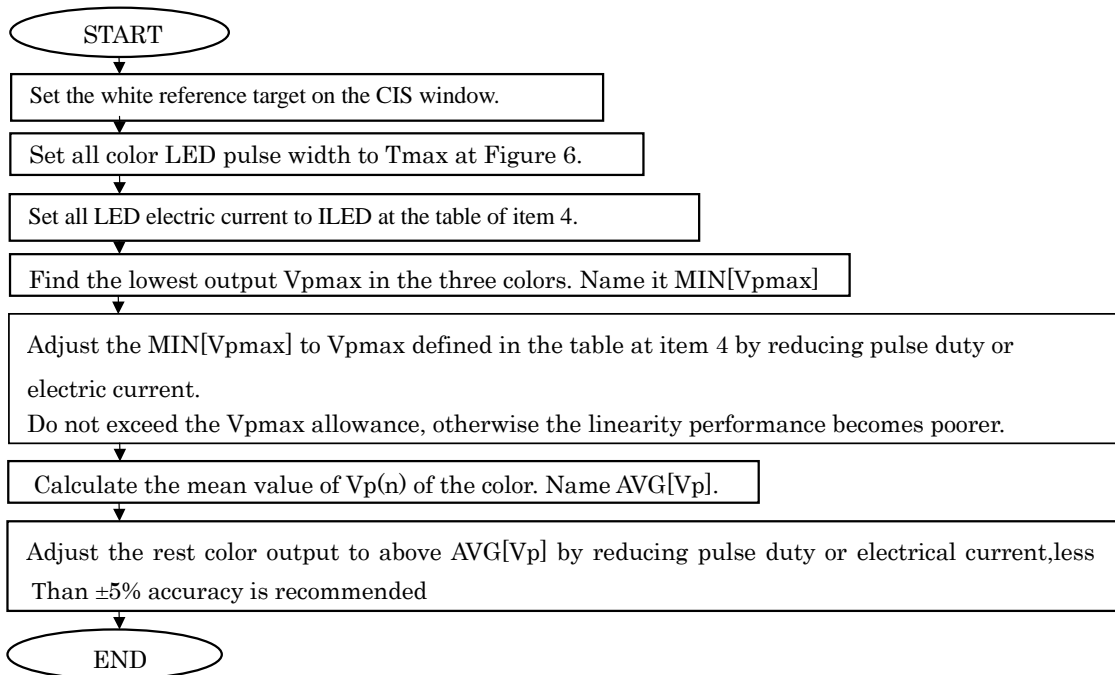 START
Set the white reference target on the CIS window.
Set all color LED pulse width to Tmax at Figure 6.
Set all LED electric current to ILED at the table of item 4.
Find the lowest output Vpmax in the three colors. Name it MIN[Vpmax]
Adjust the MIN[Vpmax] to Vpmax defined in the table at item 4 by reducing pulse duty or
electric current.
Do not exceed the Vpmax allowance, otherwise the linearity performance becomes poorer.
Calculate the mean value of Vp(n) of the color. Name AVG[Vp].
Adjust the rest color output to above AVG[Vp] by reducing pulse duty or electrical current,less
Than ±5% accuracy is recommended
END